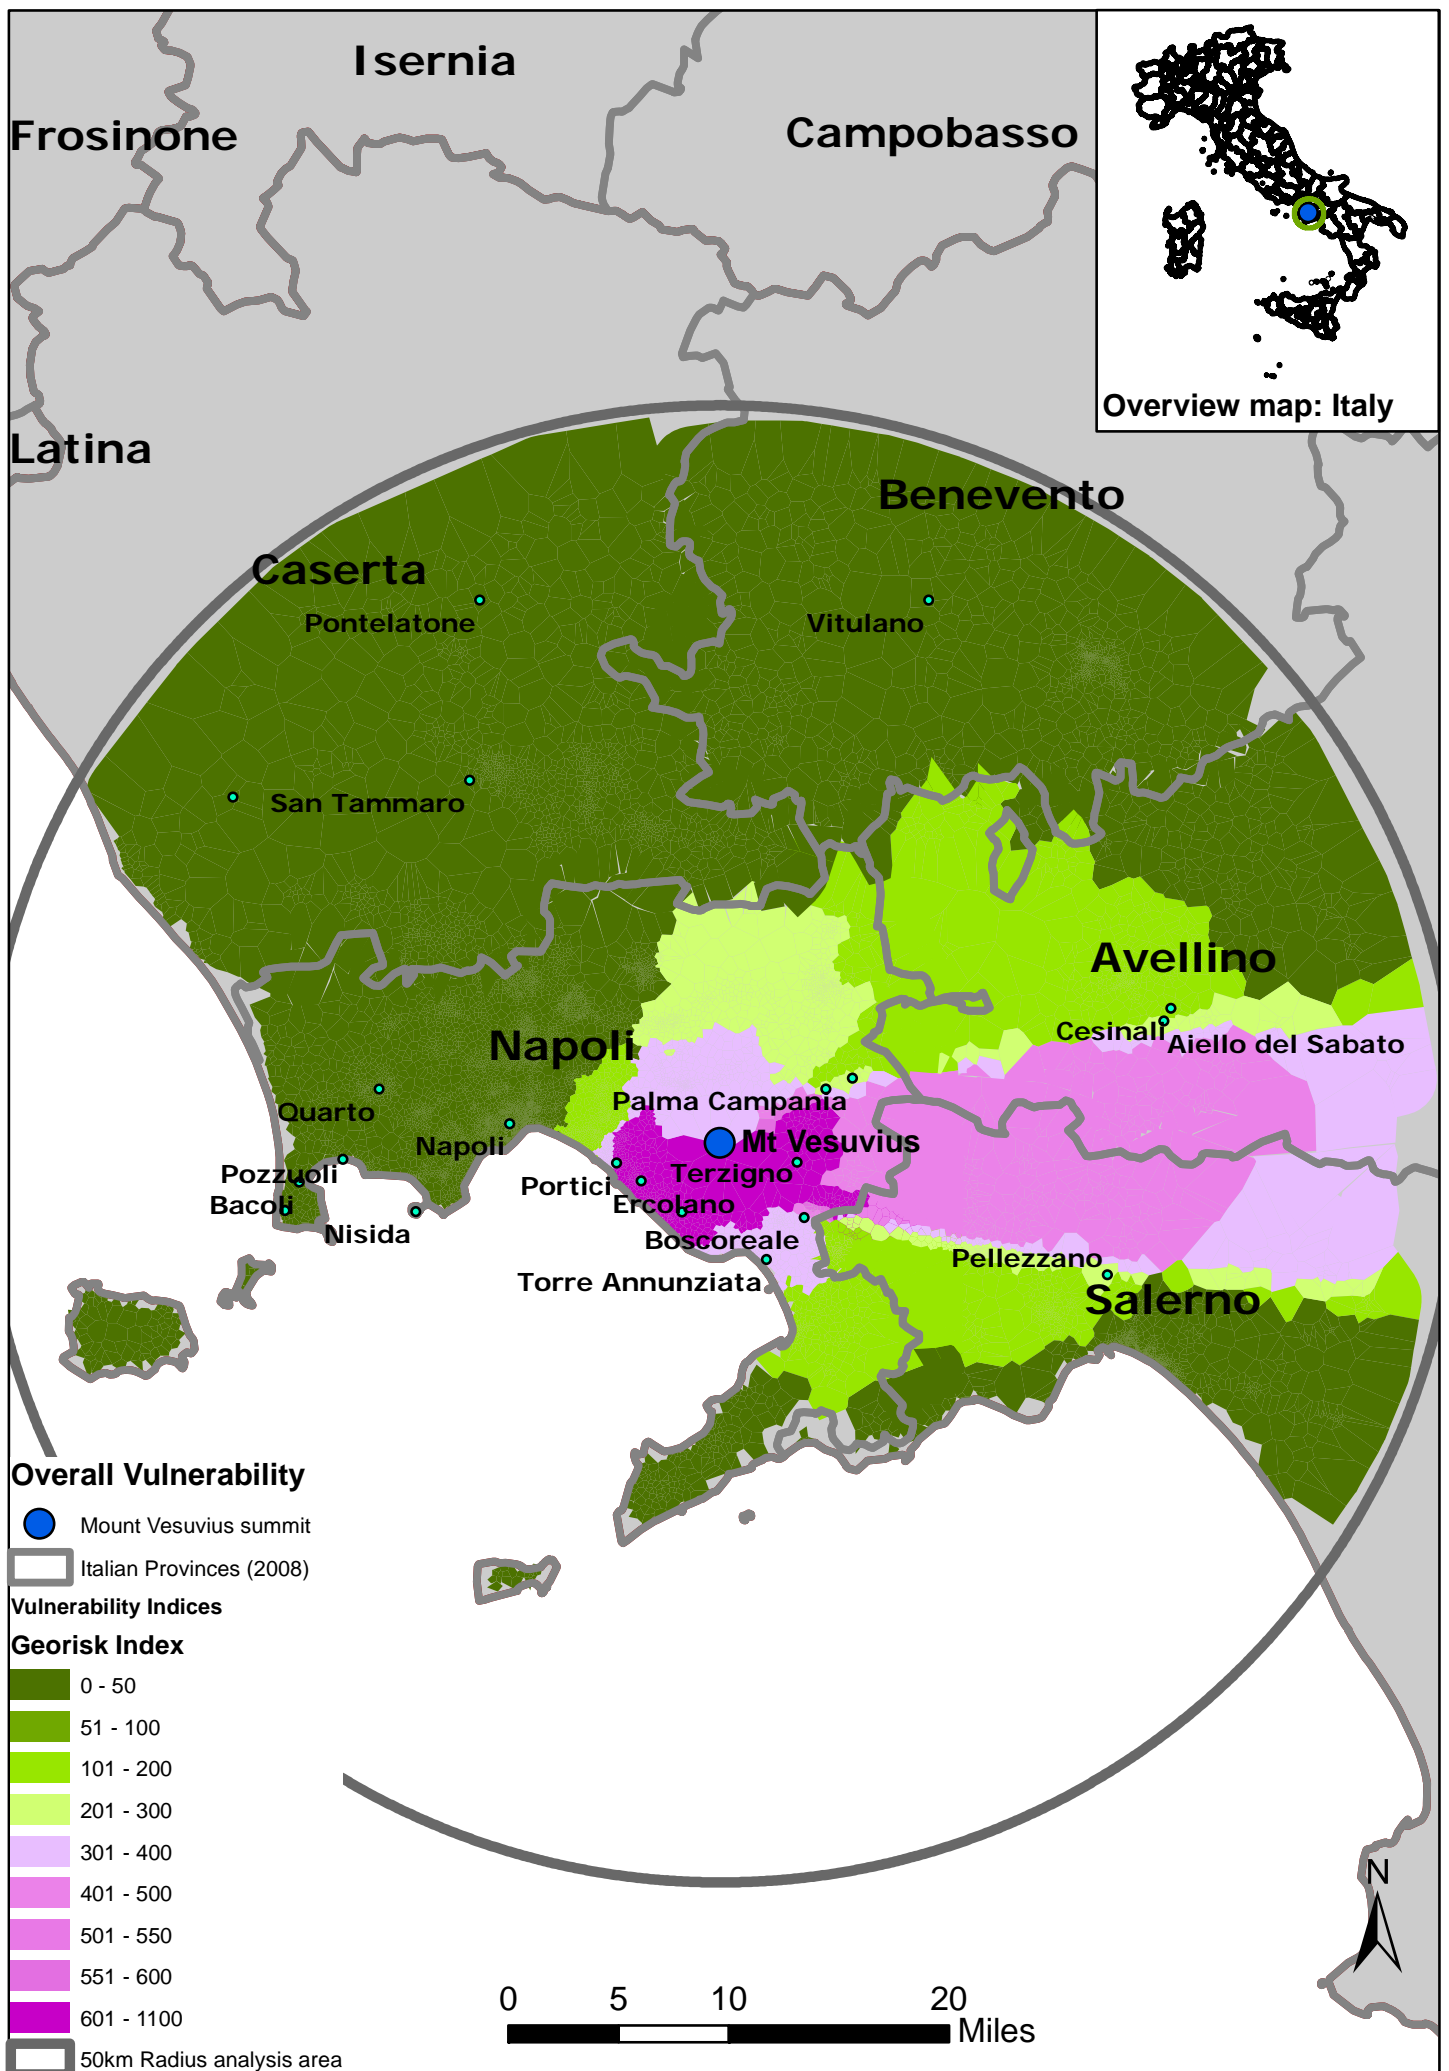 Isernia
Frosinone
Campobasso
Overview map: Italy
Latina
Benevento
Caserta
Pontelatone
Vitulano
San Tammaro
Avellino
Cesinali
Aiello del Sabato
Napoli
Palma Campania
Quarto
Napoli
Mt Vesuvius
Terzigno
Pozzuoli
Portici
Bacoli
Ercolano
Nisida
Boscoreale
Pellezzano
Torre Annunziata
Salerno
Overall Vulnerability
Mount Vesuvius summit
Italian Provinces (2008)
Vulnerability Indices
Georisk Index
0 - 50
51 - 100
101 - 200
201 - 300
301 - 400
401 - 500
501 - 550
551 - 600
601 - 1100
50km Radius analysis area
N
0 5 10 20
Miles